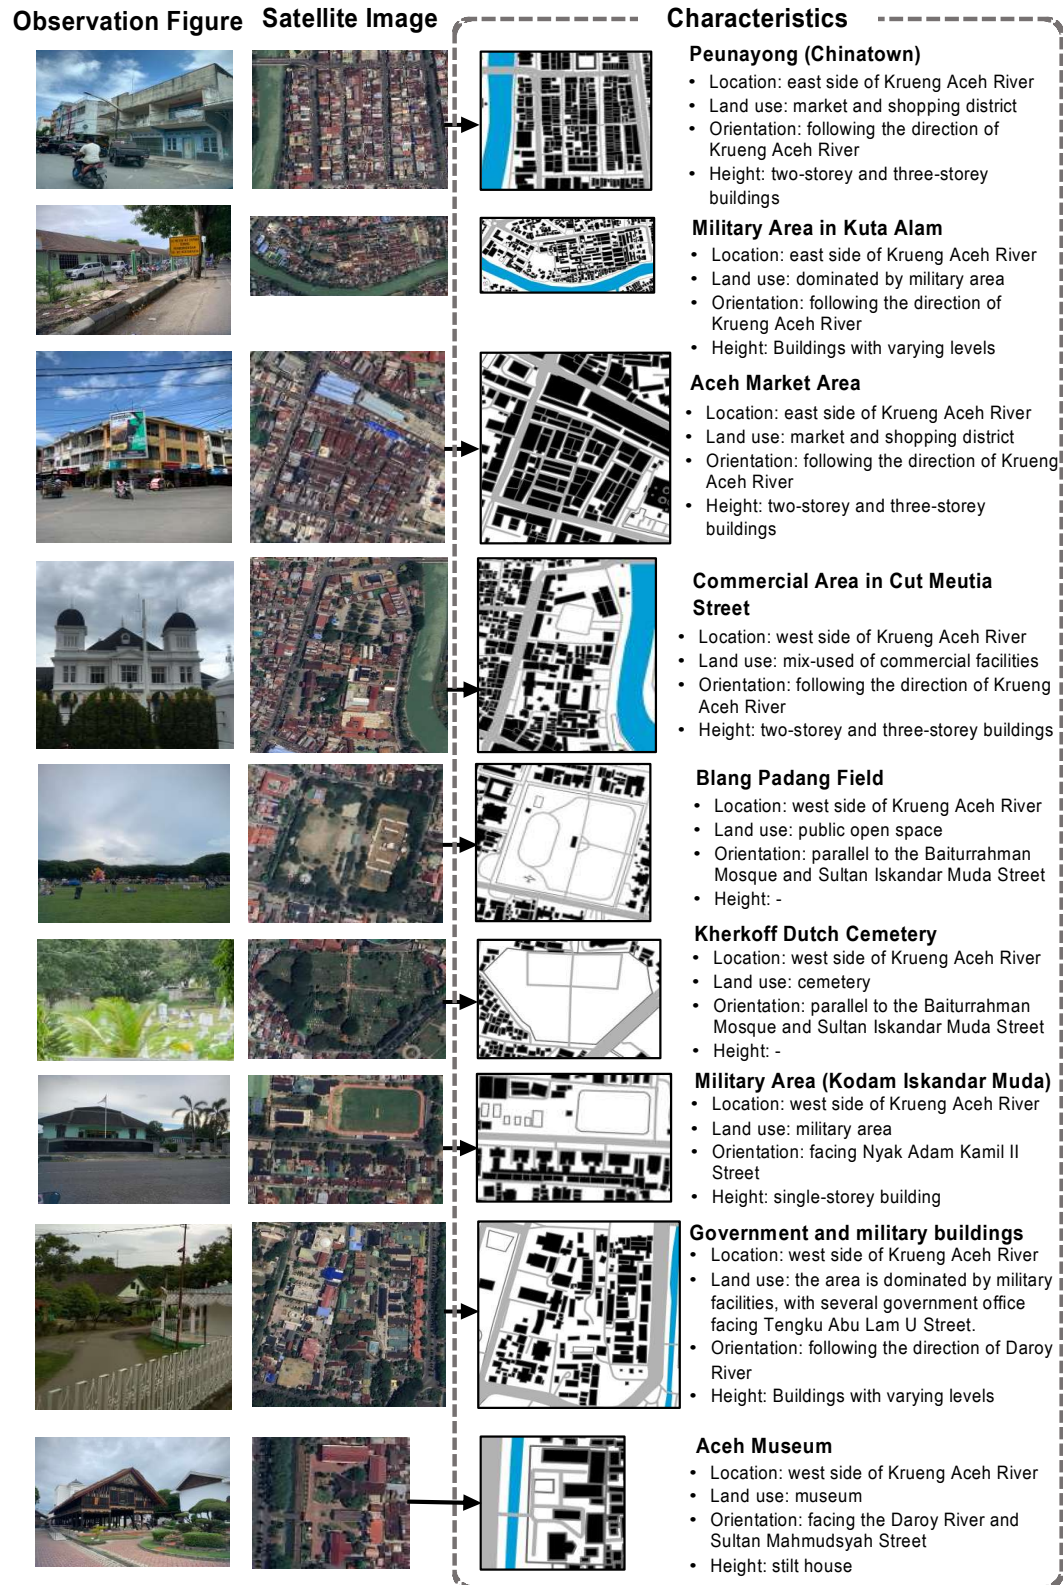 Observation Figure
Satellite Image
Characteristics
Peunayong (Chinatown)
• Location: east side of Krueng Aceh River
• Land use: market and shopping district
• Orientation: following the direction of
Krueng Aceh River
• Height: two-storey and three-storey
buildings
Military Area in Kuta Alam
• Location: east side of Krueng Aceh River
• Land use: dominated by military area
• Orientation: following the direction of
Krueng Aceh River
• Height: Buildings with varying levels
Aceh Market Area
• Location: east side of Krueng Aceh River
• Land use: market and shopping district
• Orientation: following the direction of Krueng
Aceh River
• Height: two-storey and three-storey
buildings
Commercial Area in Cut Meutia
Street
• Location: west side of Krueng Aceh River
• Land use: mix-used of commercial facilities
• Orientation: following the direction of Krueng
Aceh River
• Height: two-storey and three-storey buildings
Blang Padang Field
• Location: west side of Krueng Aceh River
• Land use: public open space
• Orientation: parallel to the Baiturrahman
Mosque and Sultan Iskandar Muda Street
• Height: -
Kherkoff Dutch Cemetery
• Location: west side of Krueng Aceh River
• Land use: cemetery
• Orientation: parallel to the Baiturrahman
Mosque and Sultan Iskandar Muda Street
• Height: -
Military Area (Kodam Iskandar Muda)
• Location: west side of Krueng Aceh River
• Land use: military area
• Orientation: facing Nyak Adam Kamil II
Street
• Height: single-storey building
Government and military buildings
• Location: west side of Krueng Aceh River
• Land use: the area is dominated by military
facilities, with several government office
facing Tengku Abu Lam U Street.
• Orientation: following the direction of Daroy
River
• Height: Buildings with varying levels
Aceh Museum
• Location: west side of Krueng Aceh River
• Land use: museum
• Orientation: facing the Daroy River and
Sultan Mahmudsyah Street
• Height: stilt house